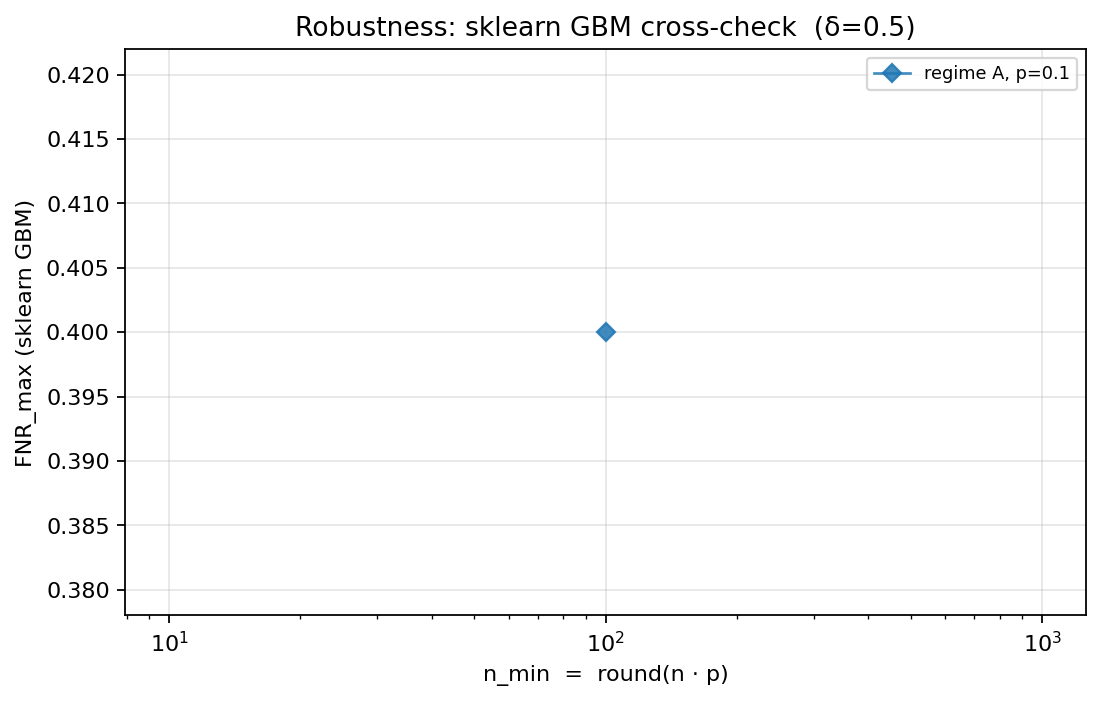 Robustness: sklearn GBM cross-check  (δ=0.5)
regime A, p=0.1
FNR_max (sklearn GBM)
0.420
0.415
0.410
0.405
0.400
0.395
0.390
0.385
0.380
10¹ 10² 10³
n_min  =  round(n · p)